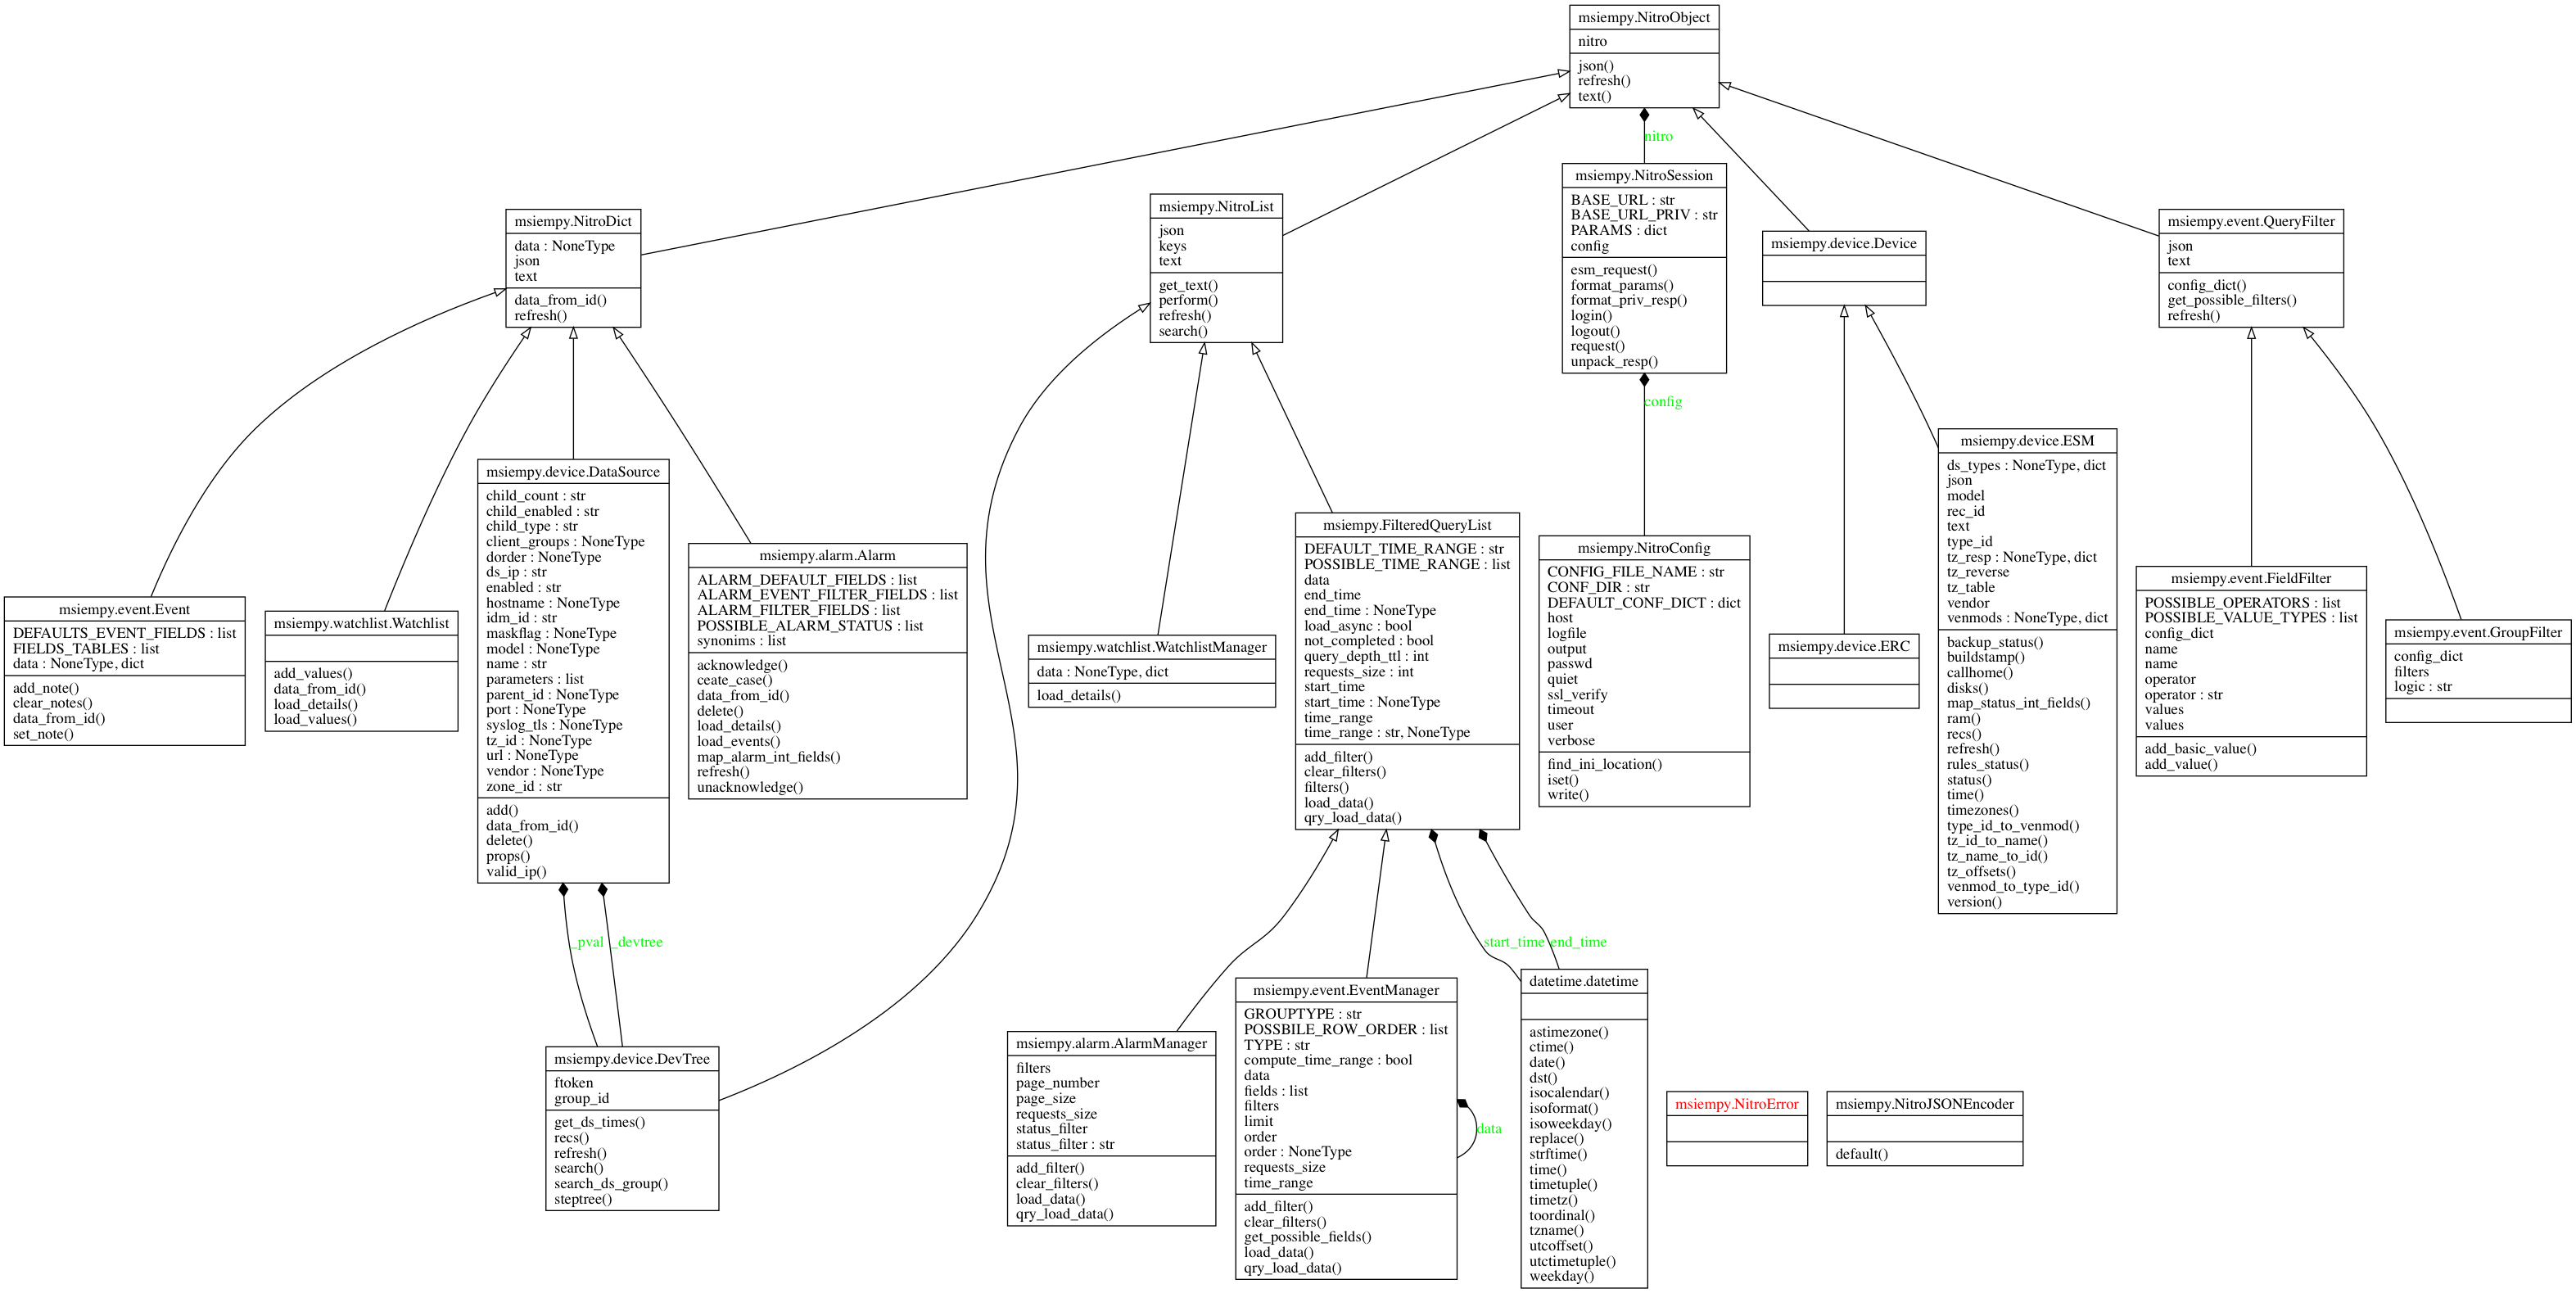 msiempy.NitroObject
nitro
json()
refresh()
text()
nitro
msiempy.NitroDict
data : NoneType
json
text
data_from_id()
refresh()
msiempy.NitroList
json
keys
text
get_text()
perform()
refresh()
search()
msiempy.NitroSession
BASE_URL : str
BASE_URL_PRIV : str
PARAMS : dict
config
esm_request()
format_params()
format_priv_resp()
login()
logout()
request()
unpack_resp()
msiempy.device.Device
msiempy.event.QueryFilter
json
text
config_dict()
get_possible_filters()
refresh()
config
msiempy.event.Event
DEFAULTS_EVENT_FIELDS : list
FIELDS_TABLES : list
data : NoneType, dict
add_note()
clear_notes()
data_from_id()
set_note()
msiempy.watchlist.Watchlist
add_values()
data_from_id()
load_details()
load_values()
msiempy.device.DataSource
child_count : str
child_enabled : str
child_type : str
client_groups : NoneType
dorder : NoneType
ds_ip : str
enabled : str
hostname : NoneType
idm_id : str
maskflag : NoneType
model : NoneType
name : str
parameters : list
parent_id : NoneType
port : NoneType
syslog_tls : NoneType
tz_id : NoneType
url : NoneType
vendor : NoneType
zone_id : str
add()
data_from_id()
delete()
props()
valid_ip()
msiempy.alarm.Alarm
ALARM_DEFAULT_FIELDS : list
ALARM_EVENT_FILTER_FIELDS : list
ALARM_FILTER_FIELDS : list
POSSIBLE_ALARM_STATUS : list
synonims : list
acknowledge()
ceate_case()
data_from_id()
delete()
load_details()
load_events()
map_alarm_int_fields()
refresh()
unacknowledge()
msiempy.watchlist.WatchlistManager
data : NoneType, dict
load_details()
msiempy.FilteredQueryList
DEFAULT_TIME_RANGE : str
POSSIBLE_TIME_RANGE : list
data
end_time
end_time : NoneType
load_async : bool
not_completed : bool
query_depth_ttl : int
requests_size : int
start_time
start_time : NoneType
time_range
time_range : str, NoneType
add_filter()
clear_filters()
filters()
load_data()
qry_load_data()
msiempy.NitroConfig
CONFIG_FILE_NAME : str
CONF_DIR : str
DEFAULT_CONF_DICT : dict
host
logfile
output
passwd
quiet
ssl_verify
timeout
user
verbose
find_ini_location()
iset()
write()
msiempy.device.ERC
msiempy.device.ESM
ds_types : NoneType, dict
json
model
rec_id
text
type_id
tz_resp : NoneType, dict
tz_reverse
tz_table
vendor
venmods : NoneType, dict
backup_status()
buildstamp()
callhome()
disks()
map_status_int_fields()
ram()
recs()
refresh()
rules_status()
status()
time()
timezones()
type_id_to_venmod()
tz_id_to_name()
tz_name_to_id()
tz_offsets()
venmod_to_type_id()
version()
msiempy.event.FieldFilter
POSSIBLE_OPERATORS : list
POSSIBLE_VALUE_TYPES : list
config_dict
name
name
operator
operator : str
values
values
add_basic_value()
add_value()
msiempy.event.GroupFilter
config_dict
filters
logic : str
_pval
_devtree
start_time
end_time
msiempy.device.DevTree
ftoken
group_id
get_ds_times()
recs()
refresh()
search()
search_ds_group()
steptree()
msiempy.alarm.AlarmManager
filters
page_number
page_size
requests_size
status_filter
status_filter : str
add_filter()
clear_filters()
load_data()
qry_load_data()
msiempy.event.EventManager
GROUPTYPE : str
POSSBILE_ROW_ORDER : list
TYPE : str
compute_time_range : bool
data
fields : list
filters
limit
order
order : NoneType
requests_size
time_range
add_filter()
clear_filters()
get_possible_fields()
load_data()
qry_load_data()
data
datetime.datetime
astimezone()
ctime()
date()
dst()
isocalendar()
isoformat()
isoweekday()
replace()
strftime()
time()
timetuple()
timetz()
toordinal()
tzname()
utcoffset()
utctimetuple()
weekday()
msiempy.NitroError
msiempy.NitroJSONEncoder
default()